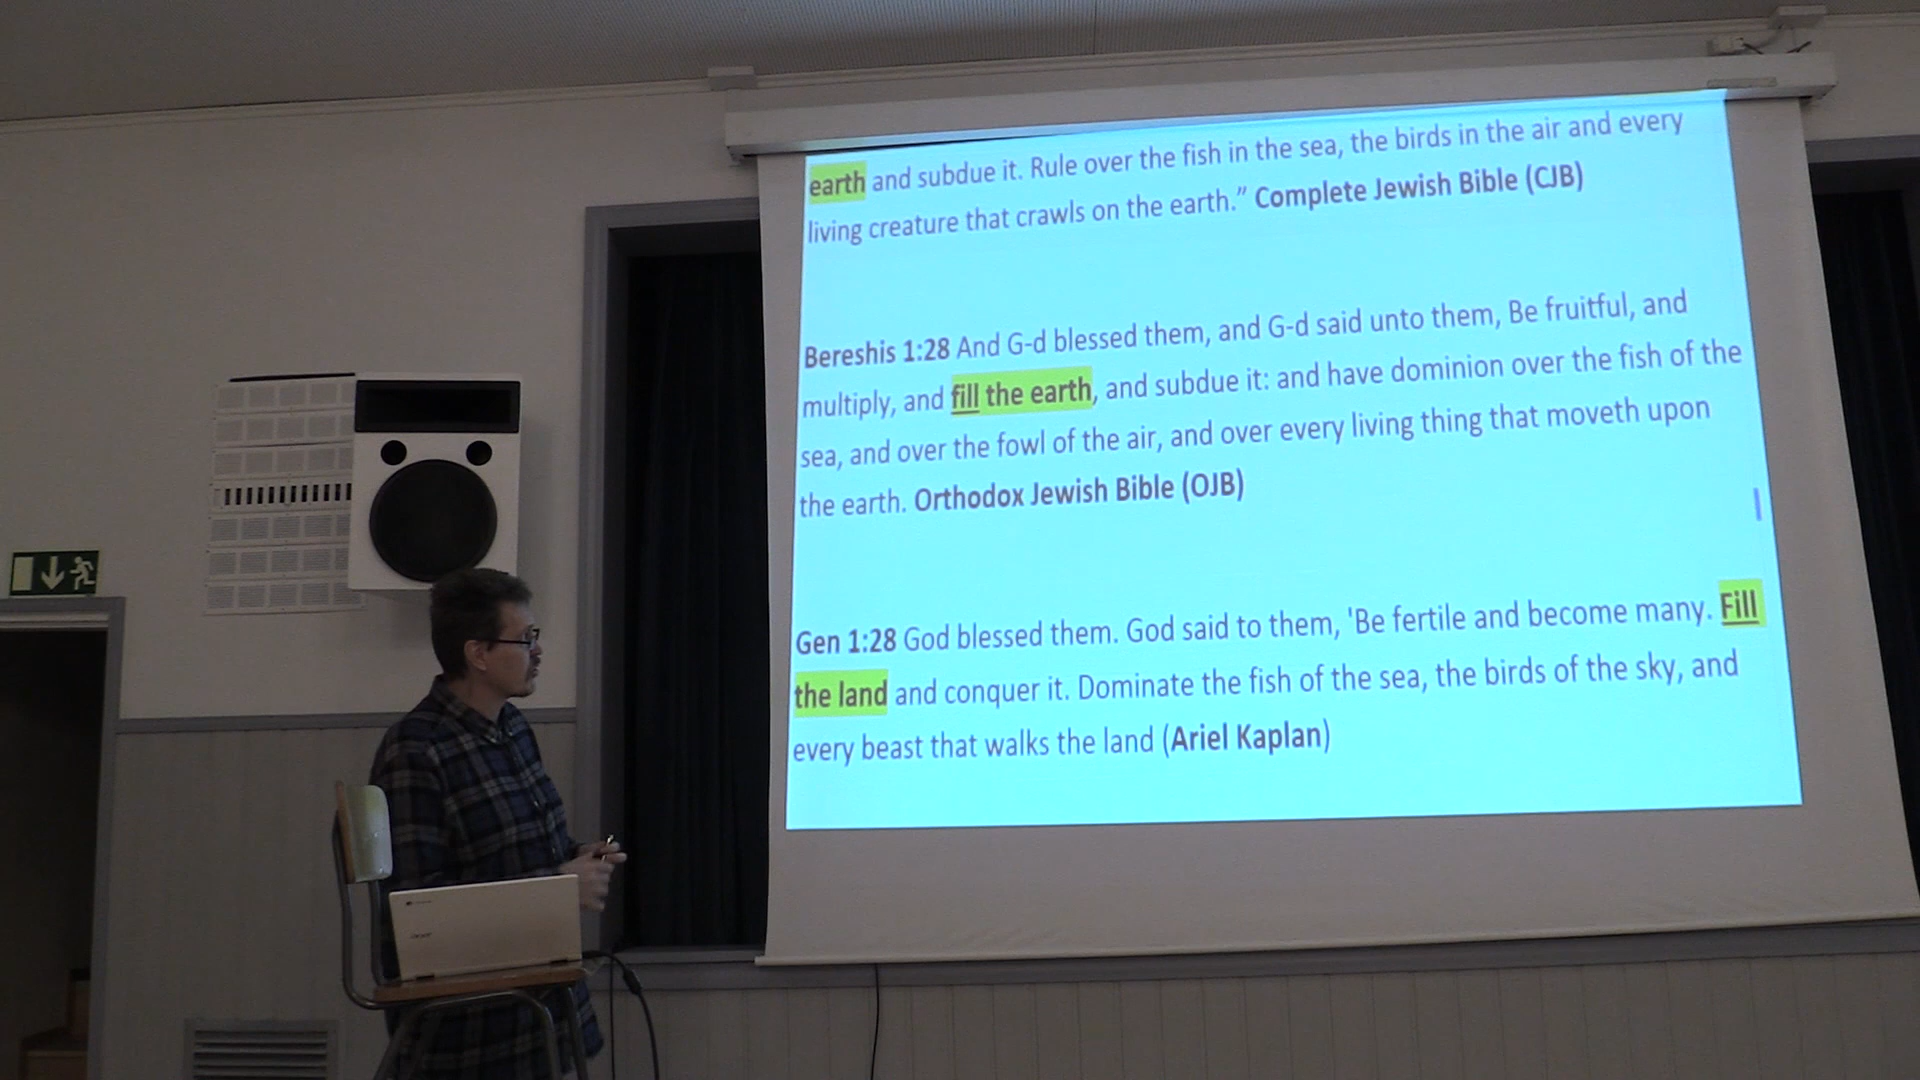 earth and subdue it. Rule over the fish in the sea, the birds in the air and every
living creature that crawls on the earth.” Complete Jewish Bible (CJB)
Bereshis 1:28 And G-d blessed them, and G-d said unto them, Be fruitful, and
multiply, and fill the earth, and subdue it: and have dominion over the fish of the
sea, and over the fowl of the air, and over every living thing that moveth upon
the earth. Orthodox Jewish Bible (OJB)
Gen 1:28 God blessed them. God said to them, 'Be fertile and become many. Fill
the land and conquer it. Dominate the fish of the sea, the birds of the sky, and
every beast that walks the land (Ariel Kaplan)
acer